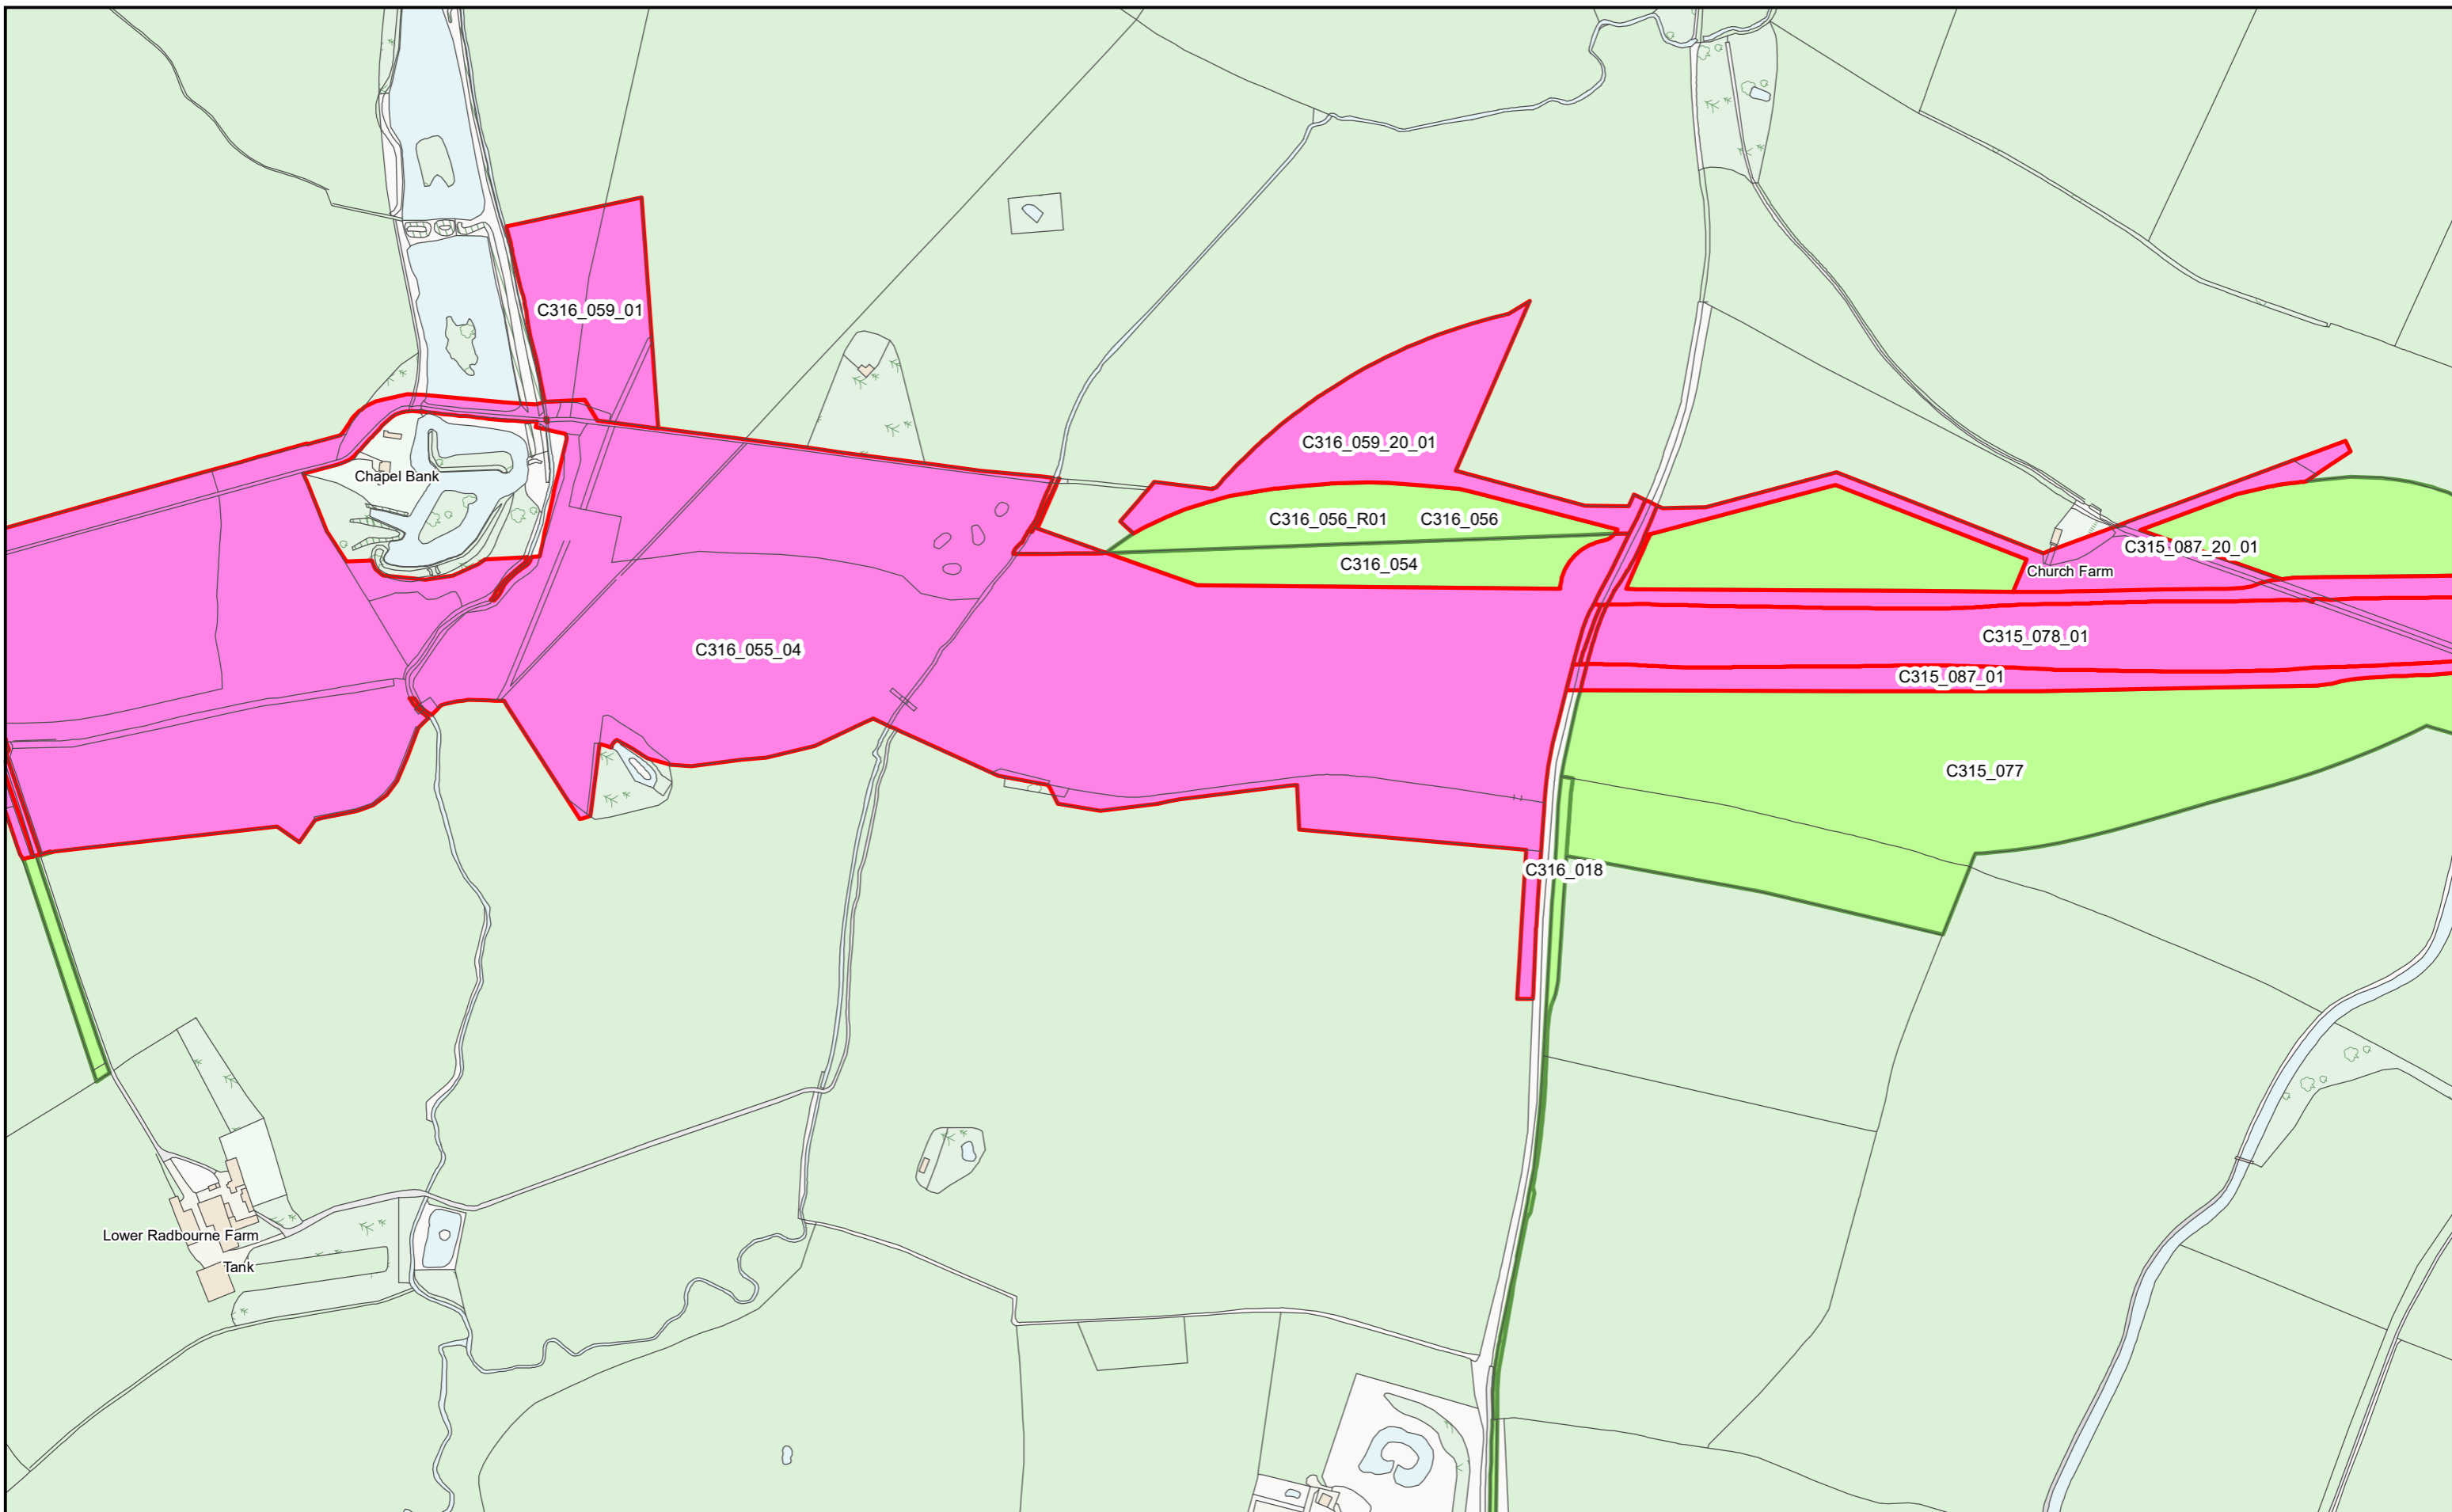 C316_059_01
C316_059_20_01
Chapel Bank
C316_056_R01
C316_056
C316_054
C315_087_20_01
Church Farm
C316_055_04
C315_078_01
C315_087_01
C315_077
C316_018
Lower Radbourne Farm
Tank